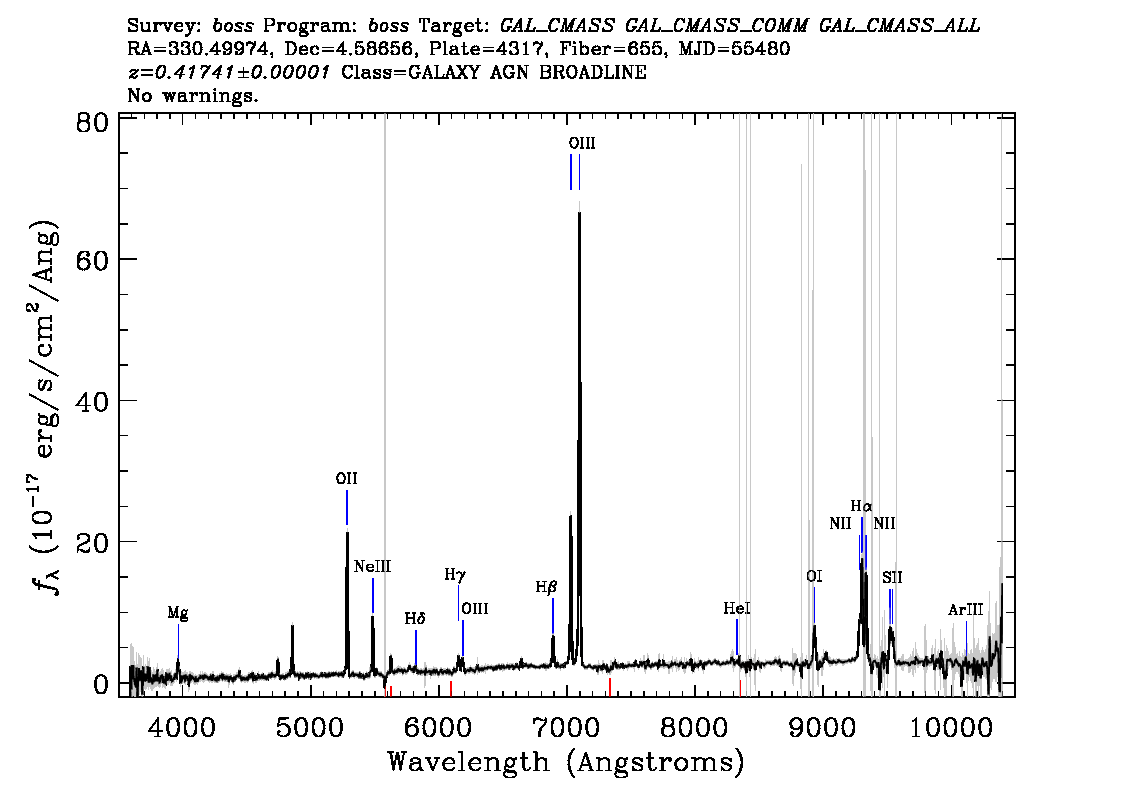 Survey: boss Program: boss Target: GAL_CMASS GAL_CMASS_COMM GAL_CMASS_ALL
RA=330.49974, Dec=4.58656, Plate=4317, Fiber=655, MJD=55480
z=0.41741±0.00001 Class=GALAXY AGN BROADLINE
No warnings.
80
60
40
20
0
f_λ (10^−17 erg/s/cm^2/Ang)
OIII
OII
NeIII
Mg
Hδ
Hγ
OIII
Hβ
HeI
OI
NII
Hα
NII
SII
ArIII
4000 5000 6000 7000 8000 9000 10000
Wavelength (Angstroms)